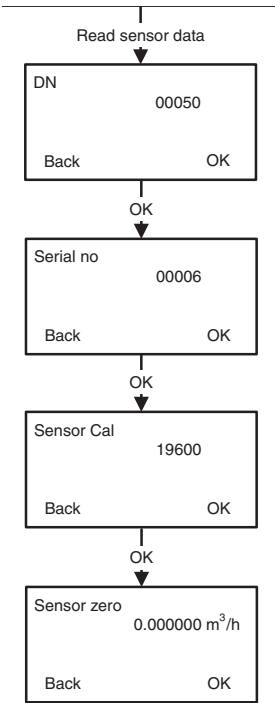 Read sensor data
DN
00050
Back OK
OK
Serial no
00006
Back OK
OK
Sensor Cal
19600
Back OK
OK
Sensor zero
0.000000 m³/h
Back OK